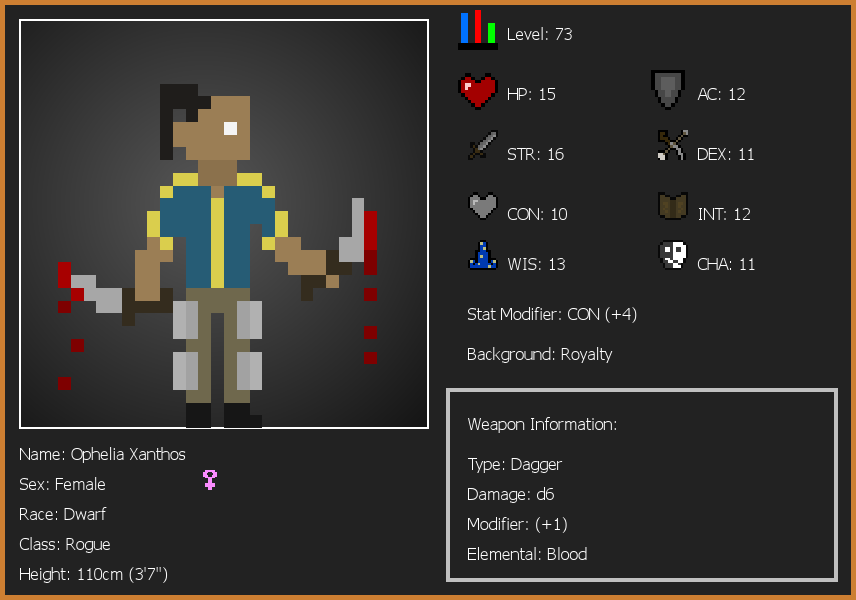 Level: 73
HP: 15
AC: 12
STR: 16
DEX: 11
CON: 10
INT: 12
WIS: 13
CHA: 11
Stat Modifier: CON (+4)
Background: Royalty
Weapon Information:
Type: Dagger
Damage: d6
Modifier: (+1)
Elemental: Blood
Name: Ophelia Xanthos
Sex: Female
Race: Dwarf
Class: Rogue
Height: 110cm (3'7")